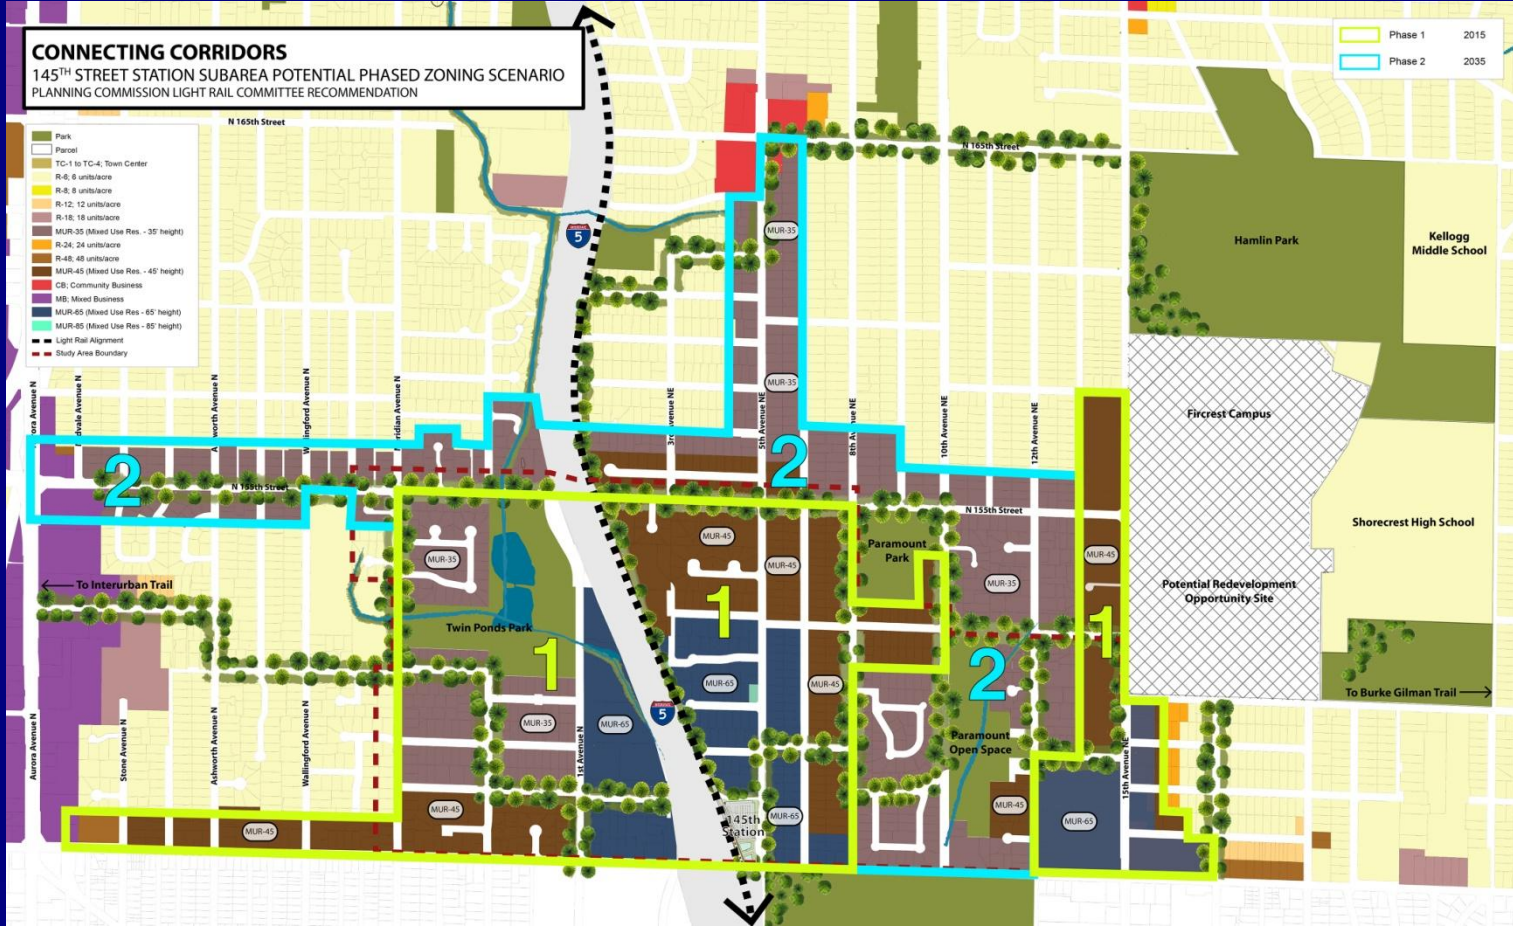 CONNECTING CORRIDORS
145TH STREET STATION SUBAREA POTENTIAL PHASED ZONING SCENARIO
PLANNING COMMISSION LIGHT RAIL COMMITTEE RECOMMENDATION
Phase 1 2015
Phase 2 2035
Park
Parcel
TC-1 to TC-4; Town Center
R-6; 6 units/acre
R-8; 8 units/acre
R-12; 12 units/acre
R-18; 18 units/acre
MUR-35 (Mixed Use Res. - 35' height)
R-24; 24 units/acre
R-48; 48 units/acre
MUR-45 (Mixed Use Res. - 45' height)
CB; Community Business
MB; Mixed Business
MUR-65 (Mixed Use Res - 65' height)
MUR-85 (Mixed Use Res - 85' height)
Light Rail Alignment
Study Area Boundary
N 165th Street
N 165th Street
5
MUR-35
Hamlin Park
Kellogg
Middle School
MUR-35
Fircrest Campus
3rd Avenue NE
5th Avenue NE
8th Avenue NE
10th Avenue NE
12th Avenue NE
2
2
N 155th Street
N 155th Street
Shorecrest High School
MUR-35
MUR-45
MUR-45
Paramount
Park
MUR-35
MUR-45
To Interurban Trail
Potential Redevelopment
Opportunity Site
Twin Ponds Park
1
1
1
2
MUR-65
MUR-45
To Burke Gilman Trail
5
MUR-35
MUR-65
Paramount
Open Space
Aurora Avenue N
Stone Avenue N
Ashworth Avenue N
Wallingford Avenue N
1st Avenue N
15th Avenue NE
MUR-45
MUR-45
145th
Station
MUR-65
MUR-45
MUR-65